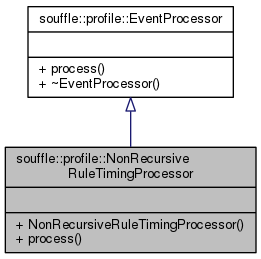 souffle::profile::EventProcessor
+ process()
+ ~EventProcessor()
souffle::profile::NonRecursive
RuleTimingProcessor
+ NonRecursiveRuleTimingProcessor()
+ process()